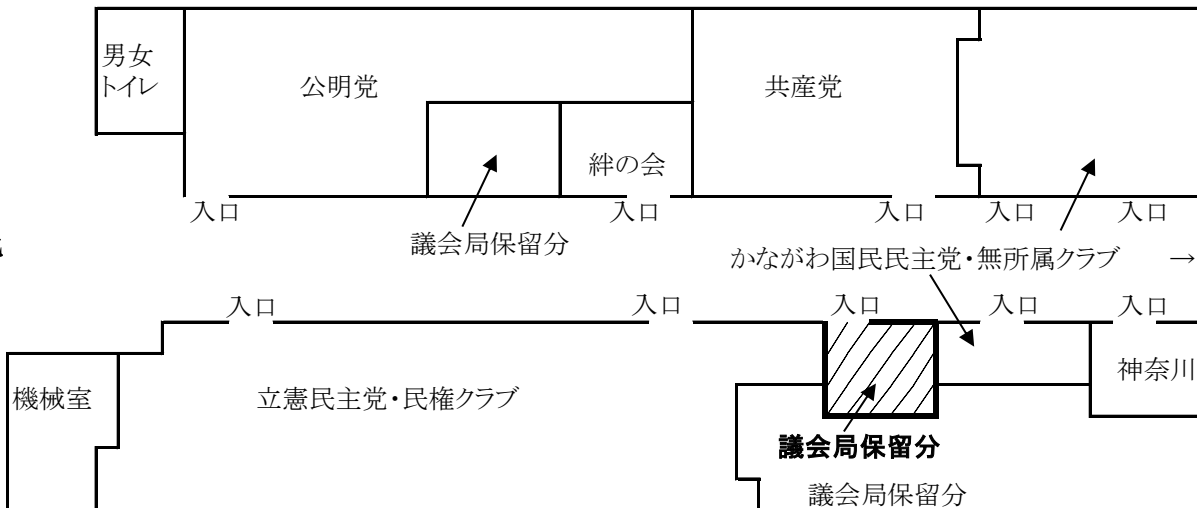 男女
トイレ
公明党
共産党
絆の会
入口
入口
入口
入口
入口
議会局保留分
かながわ国民民主党・無所属クラブ
→
入口
入口
入口
入口
入口
機械室
立憲民主党・民権クラブ
神奈川
議会局保留分
議会局保留分